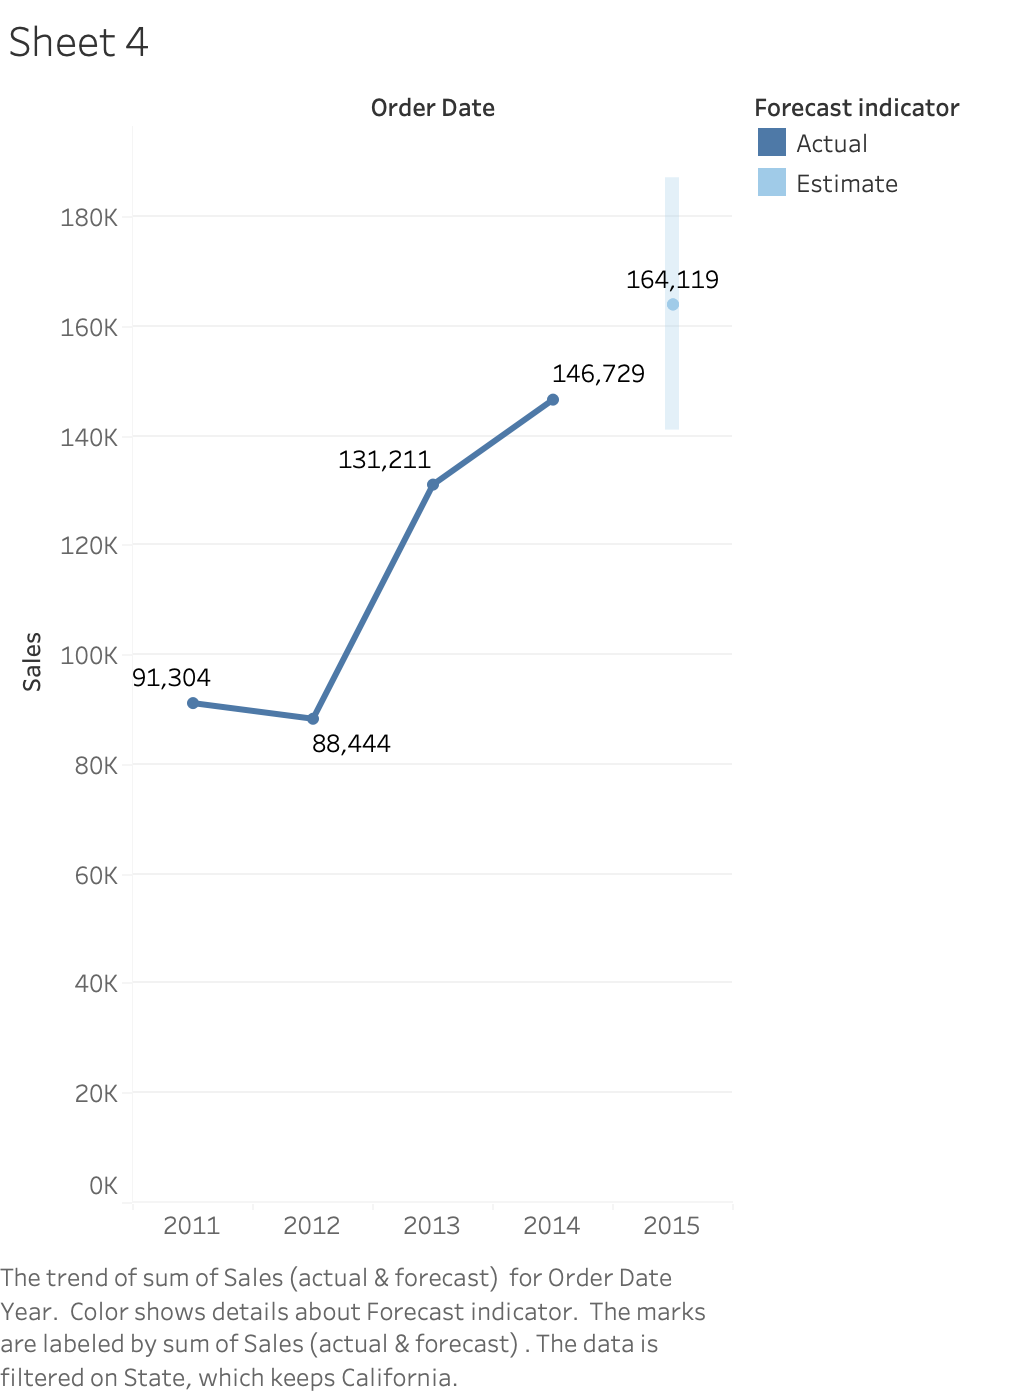 Sheet 4
Order Date
Forecast indicator
Actual
Estimate
180K
160K
140K
120K
100K
80K
60K
40K
20K
0K
Sales
164,119
146,729
131,211
91,304
88,444
2011 2012 2013 2014 2015
The trend of sum of Sales (actual & forecast)  for Order Date
Year.  Color shows details about Forecast indicator.  The marks
are labeled by sum of Sales (actual & forecast) . The data is
filtered on State, which keeps California.